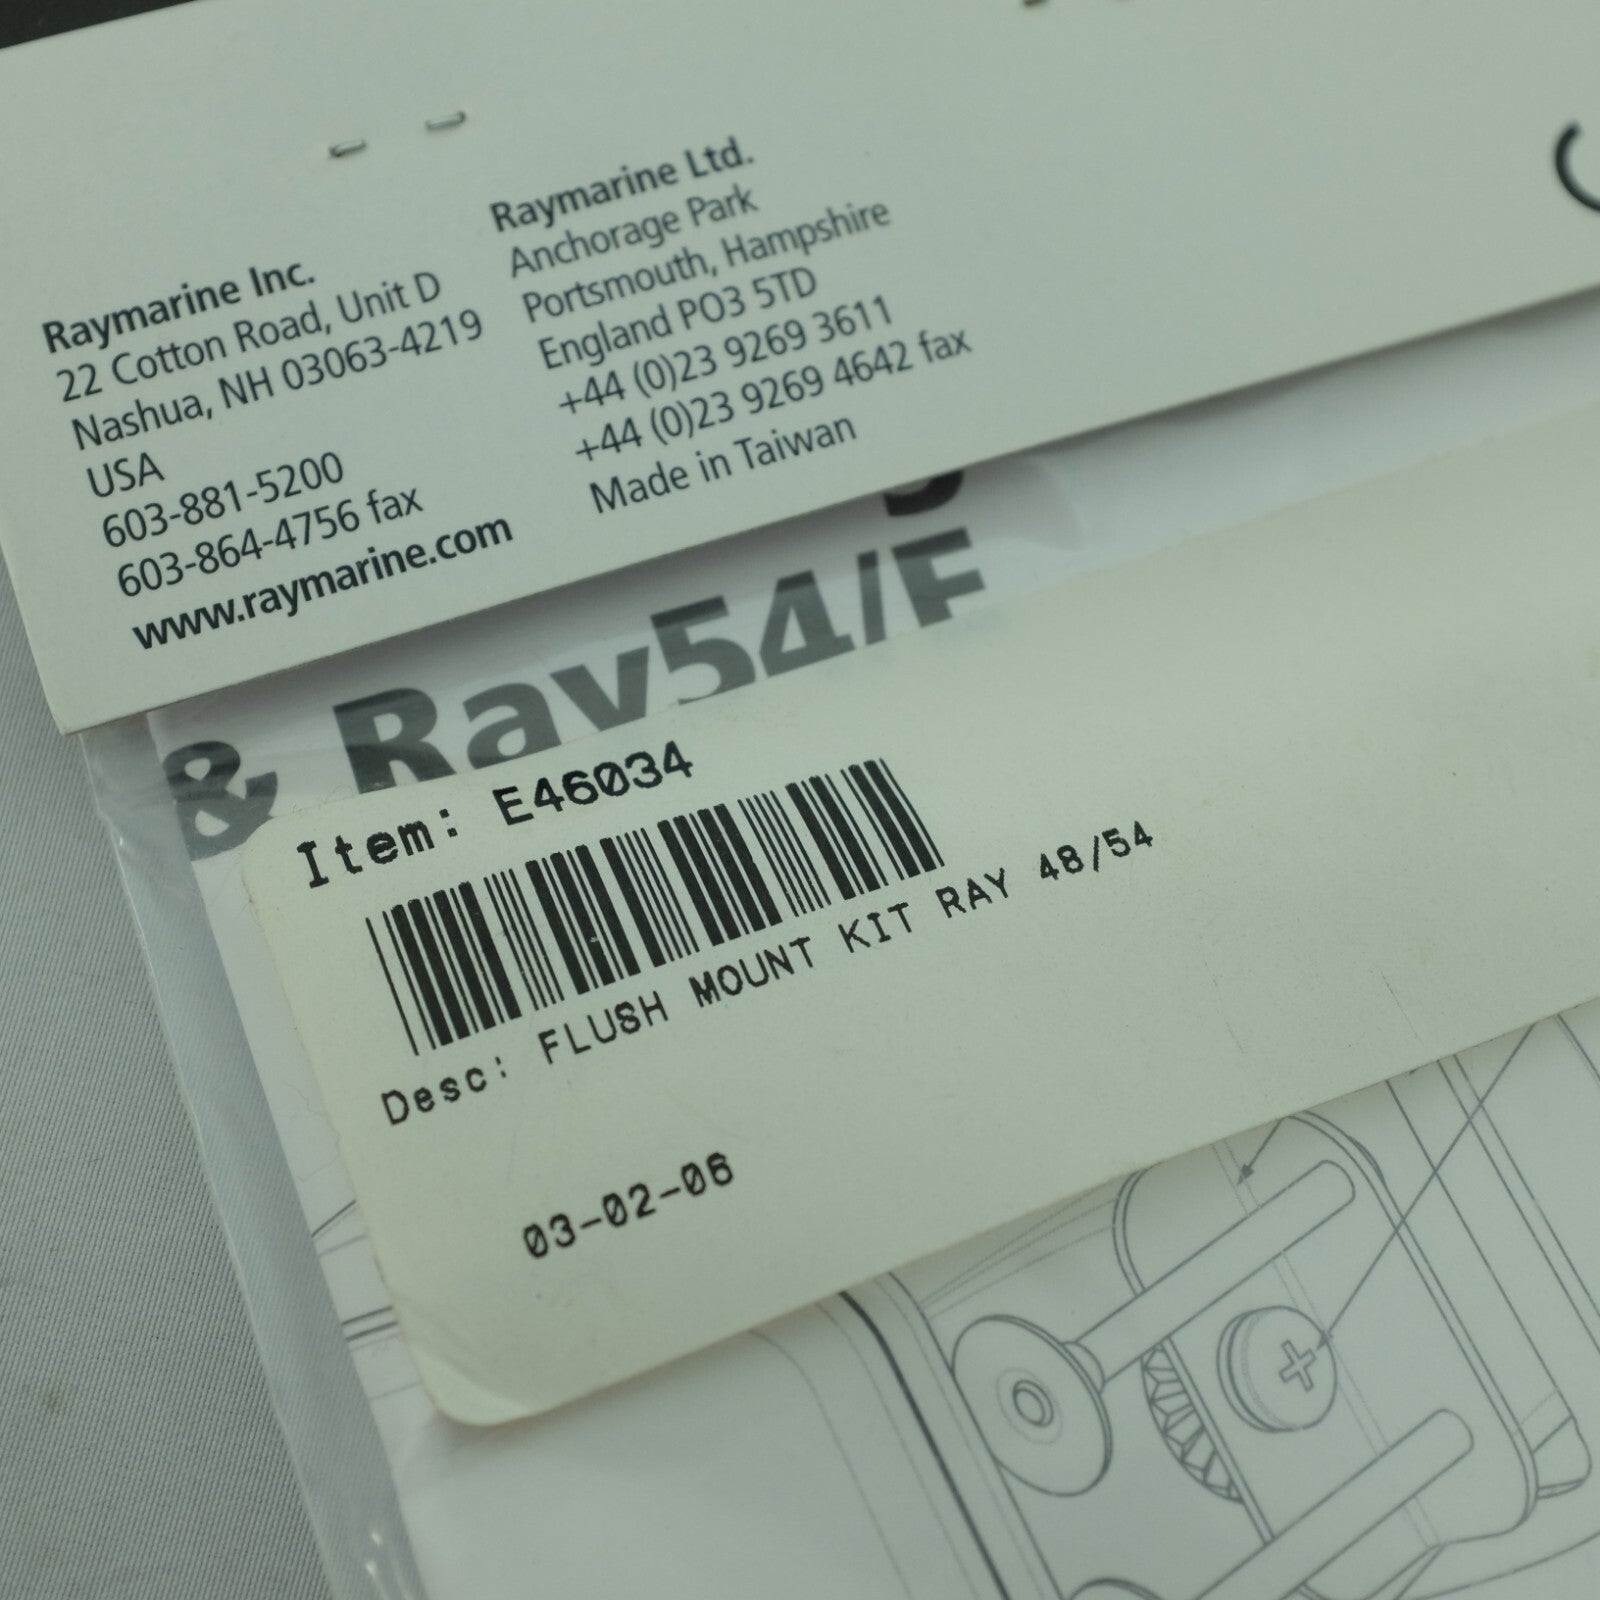 Raymarine Inc.
22 Cotton Road, Unit D
Nashua, NH 03063-4219
USA
603-881-5200
603-864-4756 fax
www.raymarine.com
Raymarine Ltd.
Anchorage Park
Portsmouth, Hampshire
England PO3 5TD
+44 (0)23 9269 3611
+44 (0)23 9269 4642 fax
Made in Taiwan
& Ray54/E
Item: E46034
Desc: FLUSH MOUNT KIT RAY 48/54
03-02-06